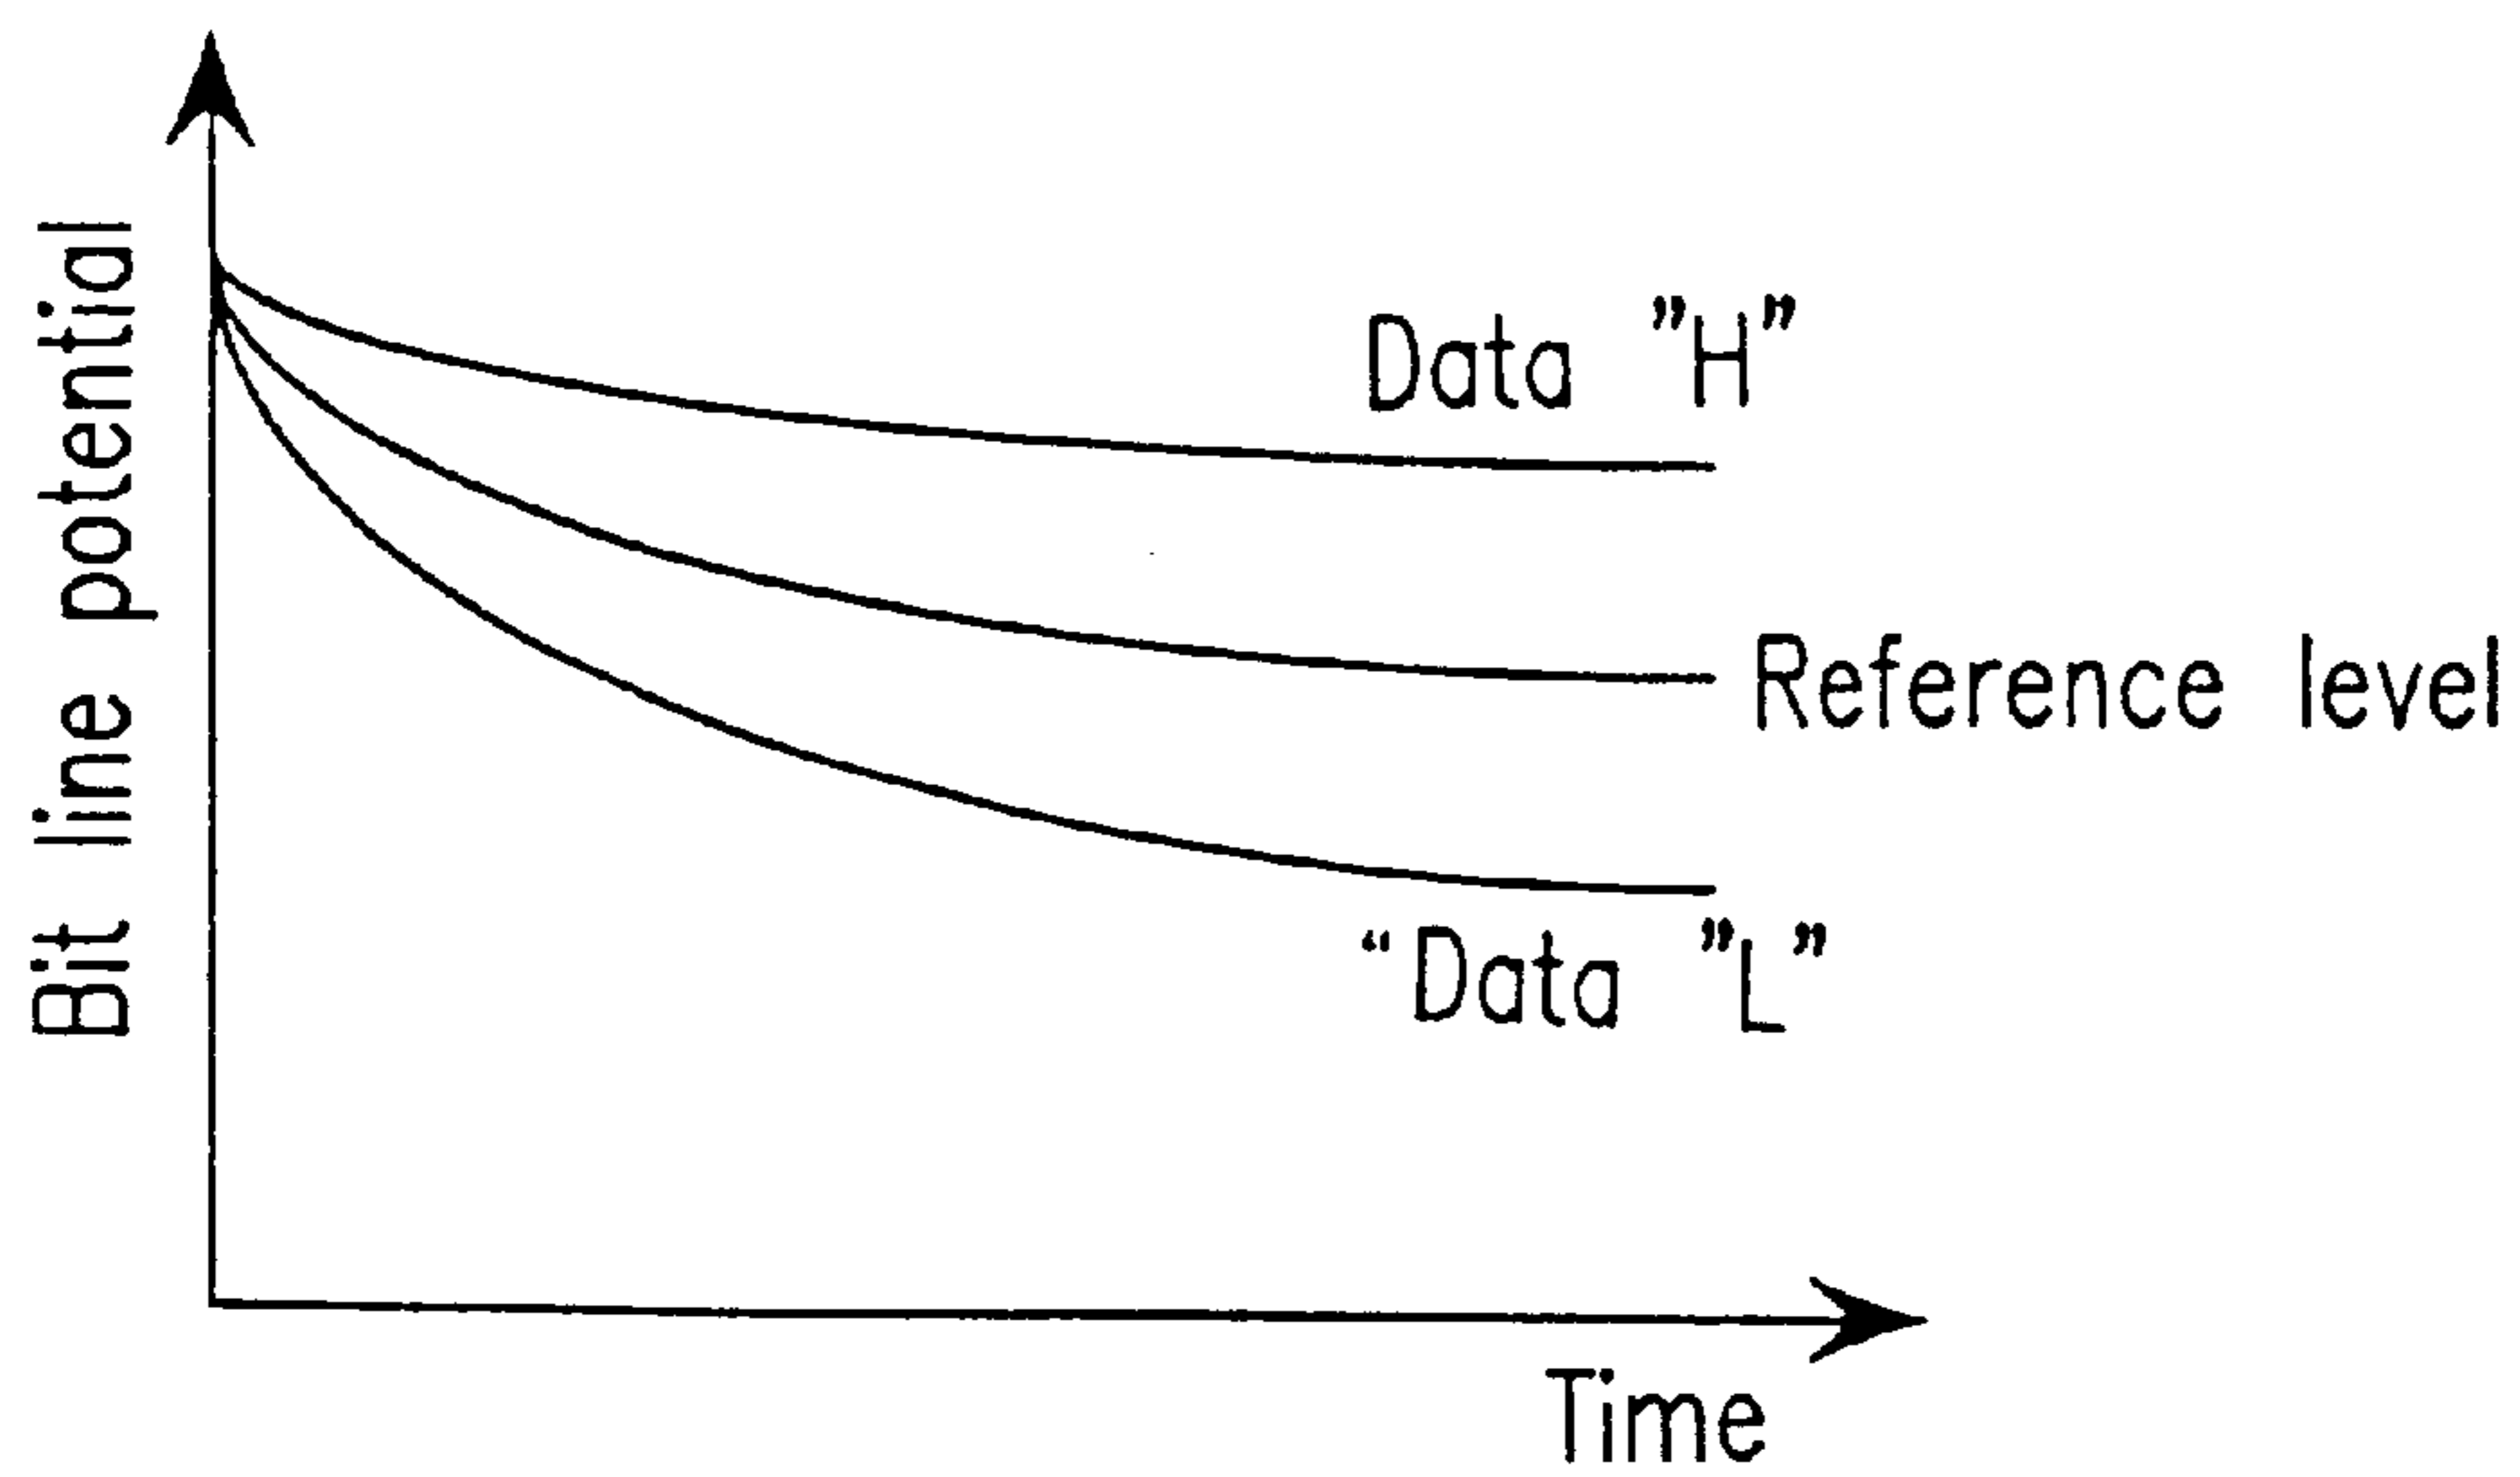 Bit line potential
Data "H"
Reference level
“Data "L"
Time